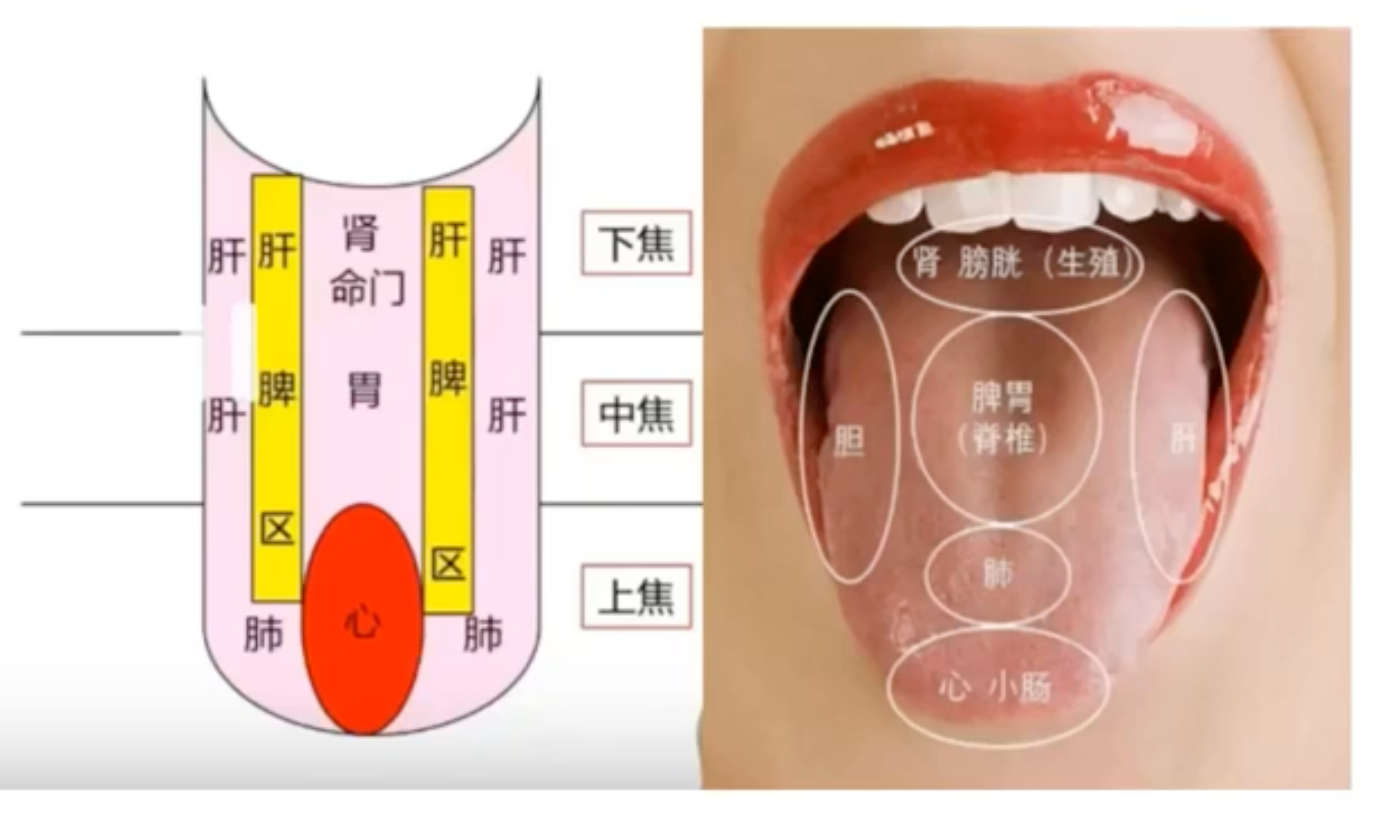 肾
命门
肝
肝
肝
肝
下焦
胃
肝
脾
脾
肝
中焦
区
区
上焦
心
肺
肺
肾 膀胱（生殖）
脾胃
（脊椎）
胆
肝
肺
心 小肠